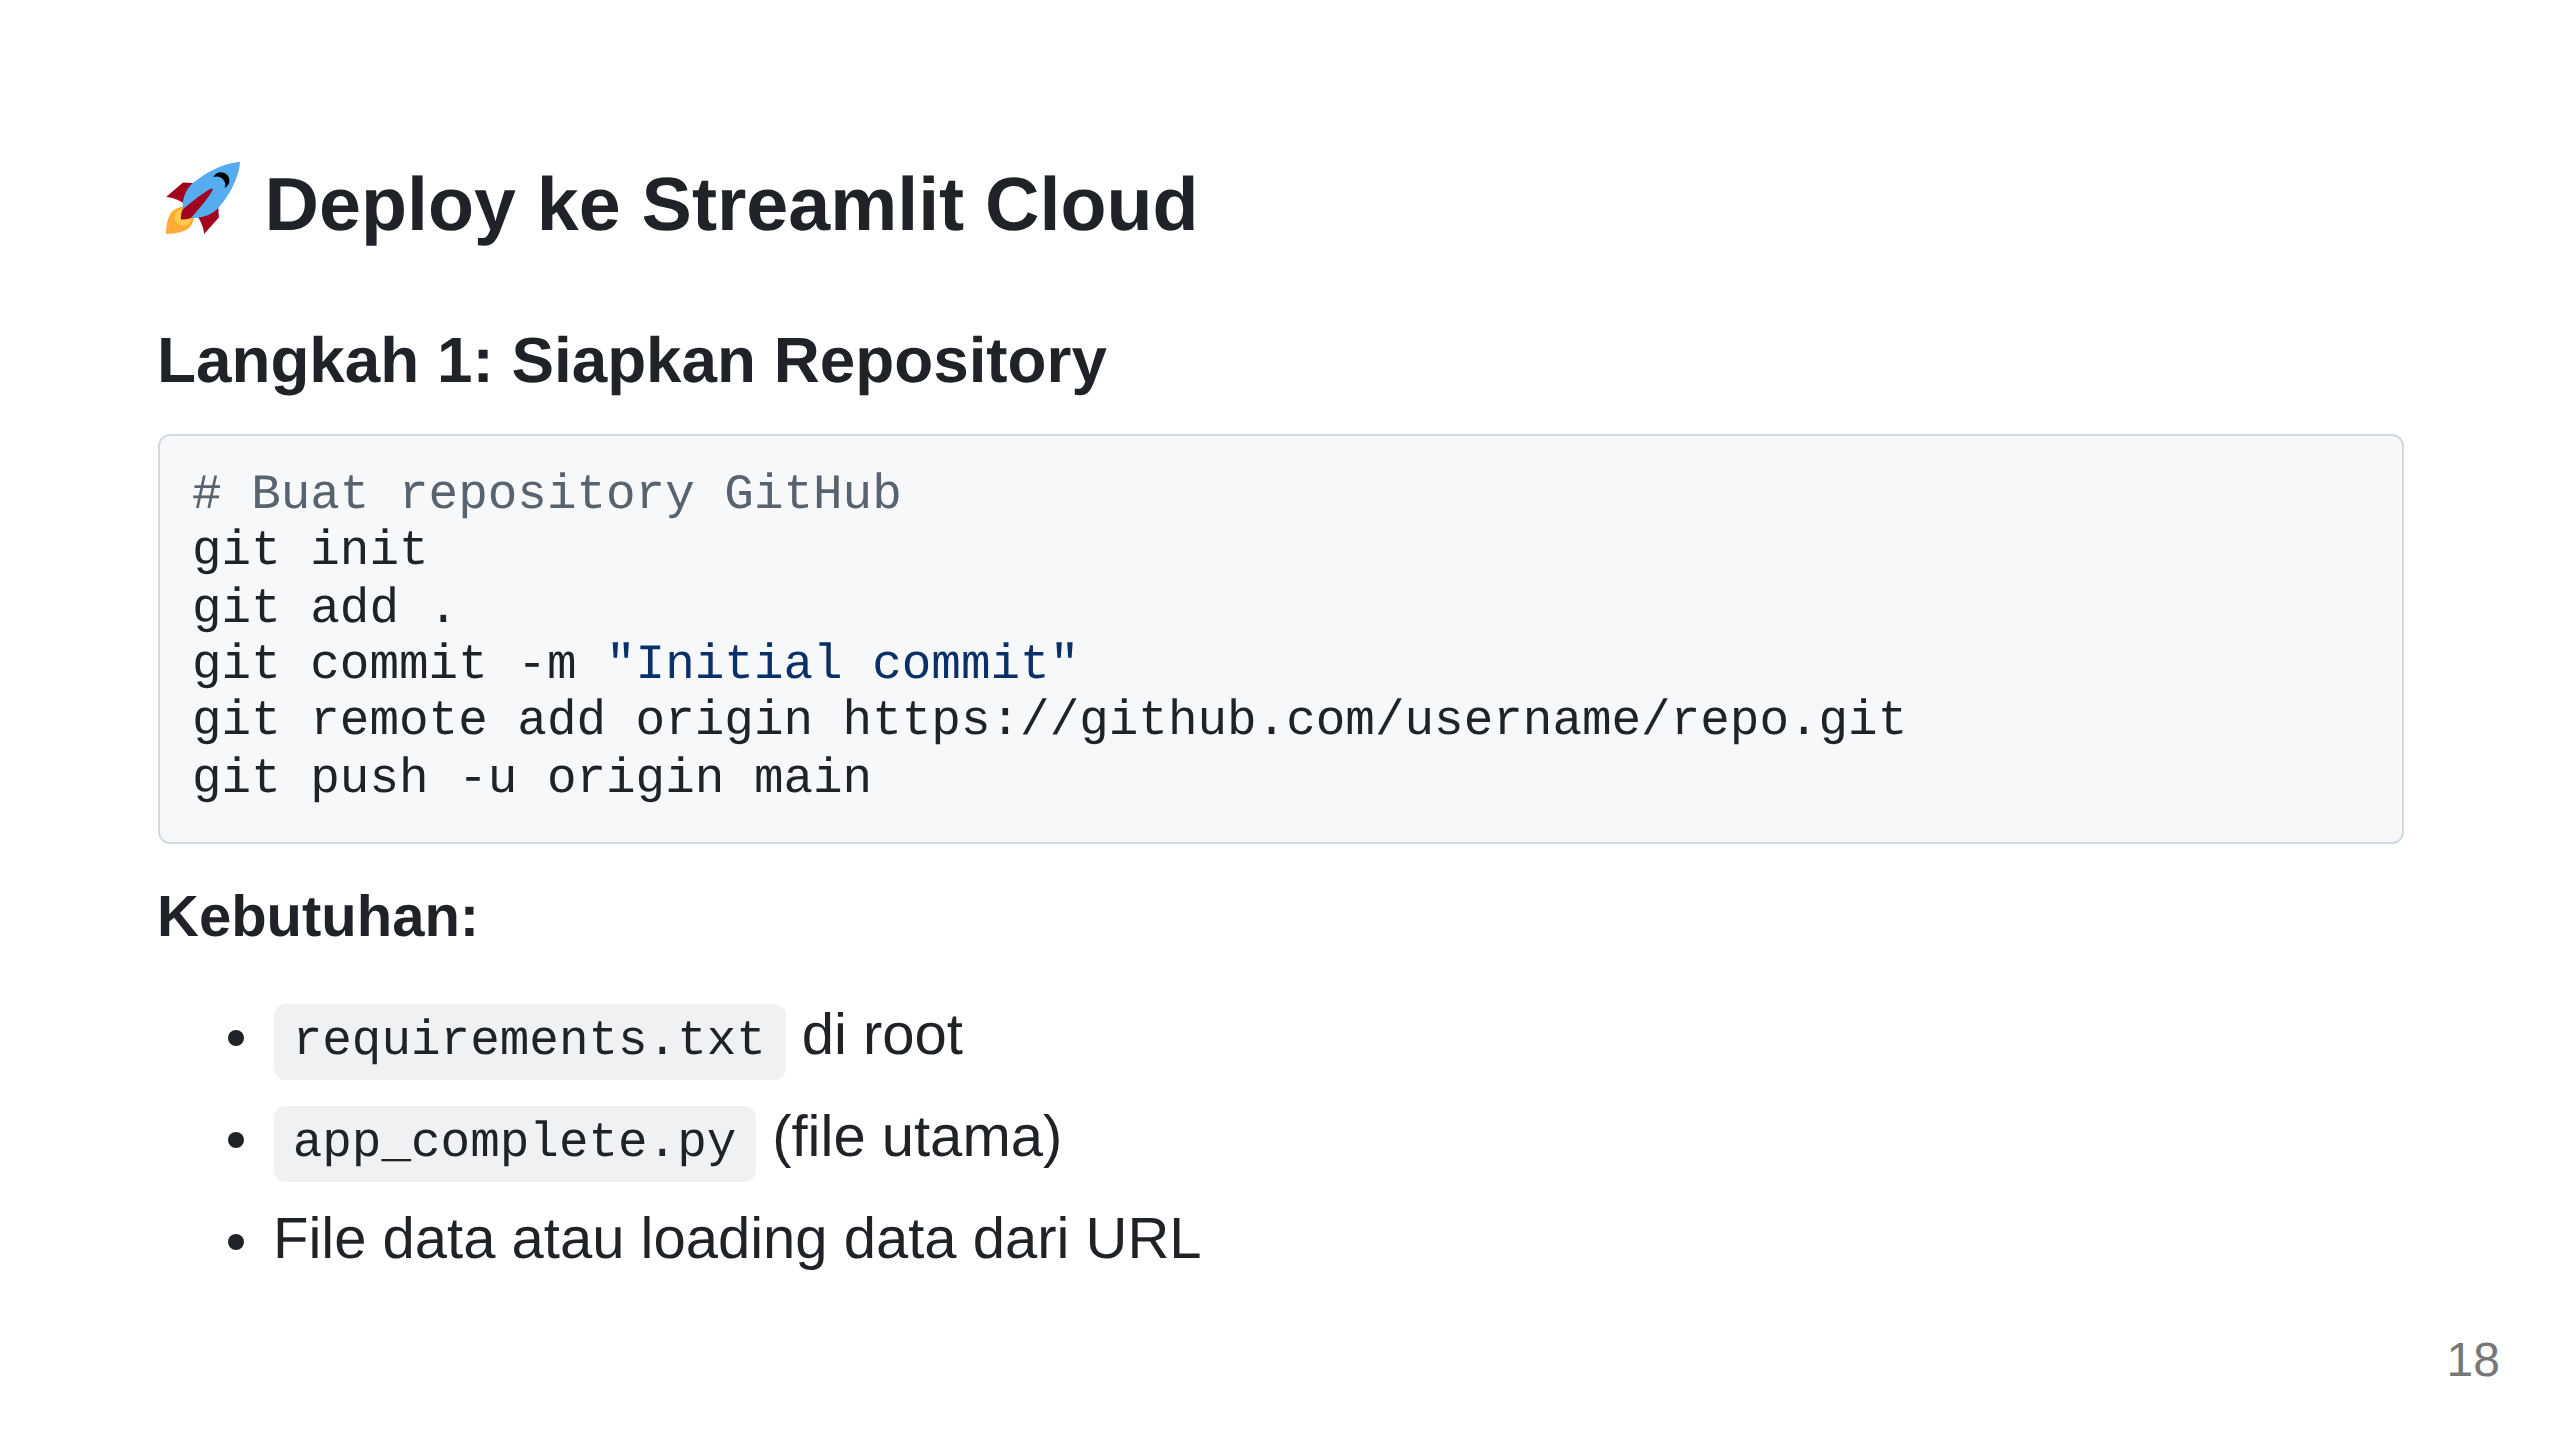 🚀 Deploy ke Streamlit Cloud
Langkah 1: Siapkan Repository
# Buat repository GitHub
git init
git add .
git commit -m "Initial commit"
git remote add origin https://github.com/username/repo.git
git push -u origin main
Kebutuhan:
• requirements.txt di root
• app_complete.py (file utama)
• File data atau loading data dari URL
18